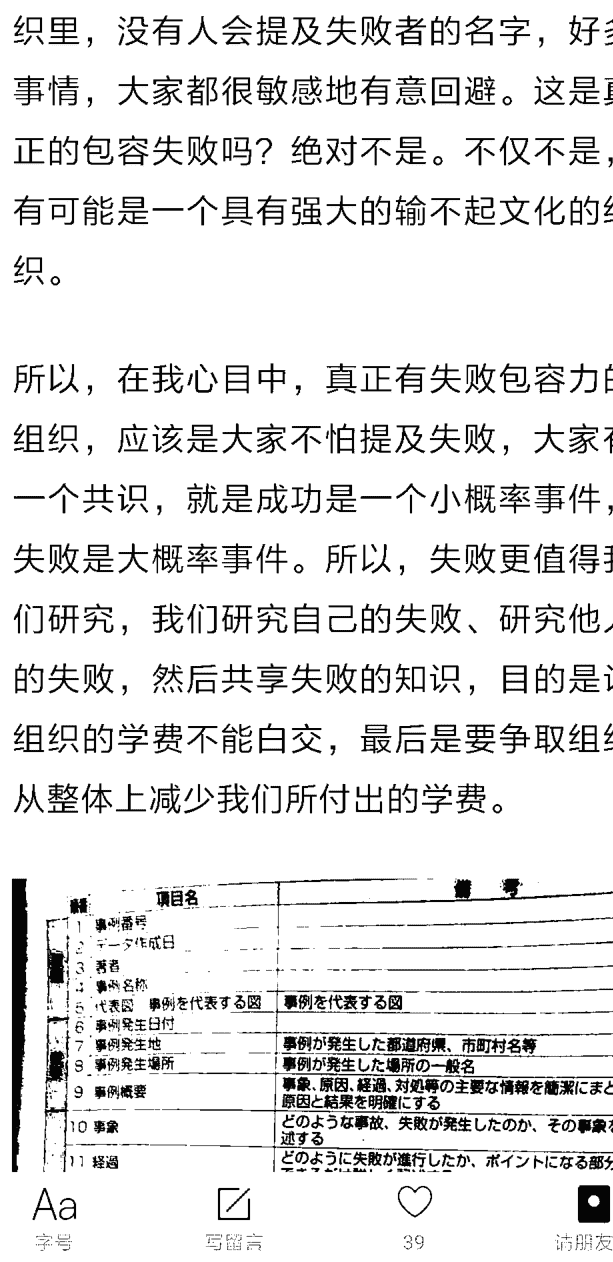 织里，没有人会提及失败者的名字，好
事情，大家都很敏感地有意回避。这是
正的包容失败吗？绝对不是。不仅不是，
有可能是一个具有强大的输不起文化的
织。
所以，在我心目中，真正有失败包容力
组织，应该是大家不怕提及失败，大家
一个共识，就是成功是一个小概率事件，
失败是大概率事件。所以，失败更值得
们研究，我们研究自己的失败、研究他
的失败，然后共享失败的知识，目的是
组织的学费不能白交，最后是要争取组
从整体上减少我们所付出的学费。
項目名 備考
1 事例番号
2 データ作成日
3 著者
4 事例名称
5 代表図 事例を代表する図 事例を代表する図
6 事例発生日付
7 事例発生地 事例が発生した都道府県、市町村名等
8 事例発生場所 事例が発生した場所の一般名
9 事例概要 事象、原因、経過、対処等の主要な情報を簡潔にまと
原因と結果を明確にする
10 事象 どのような事故、失敗が発生したのか、その事象
述する
11 経過 どのように失敗が進行したか、ポイントになる部分
Aa
字号 写留言 39 请朋友